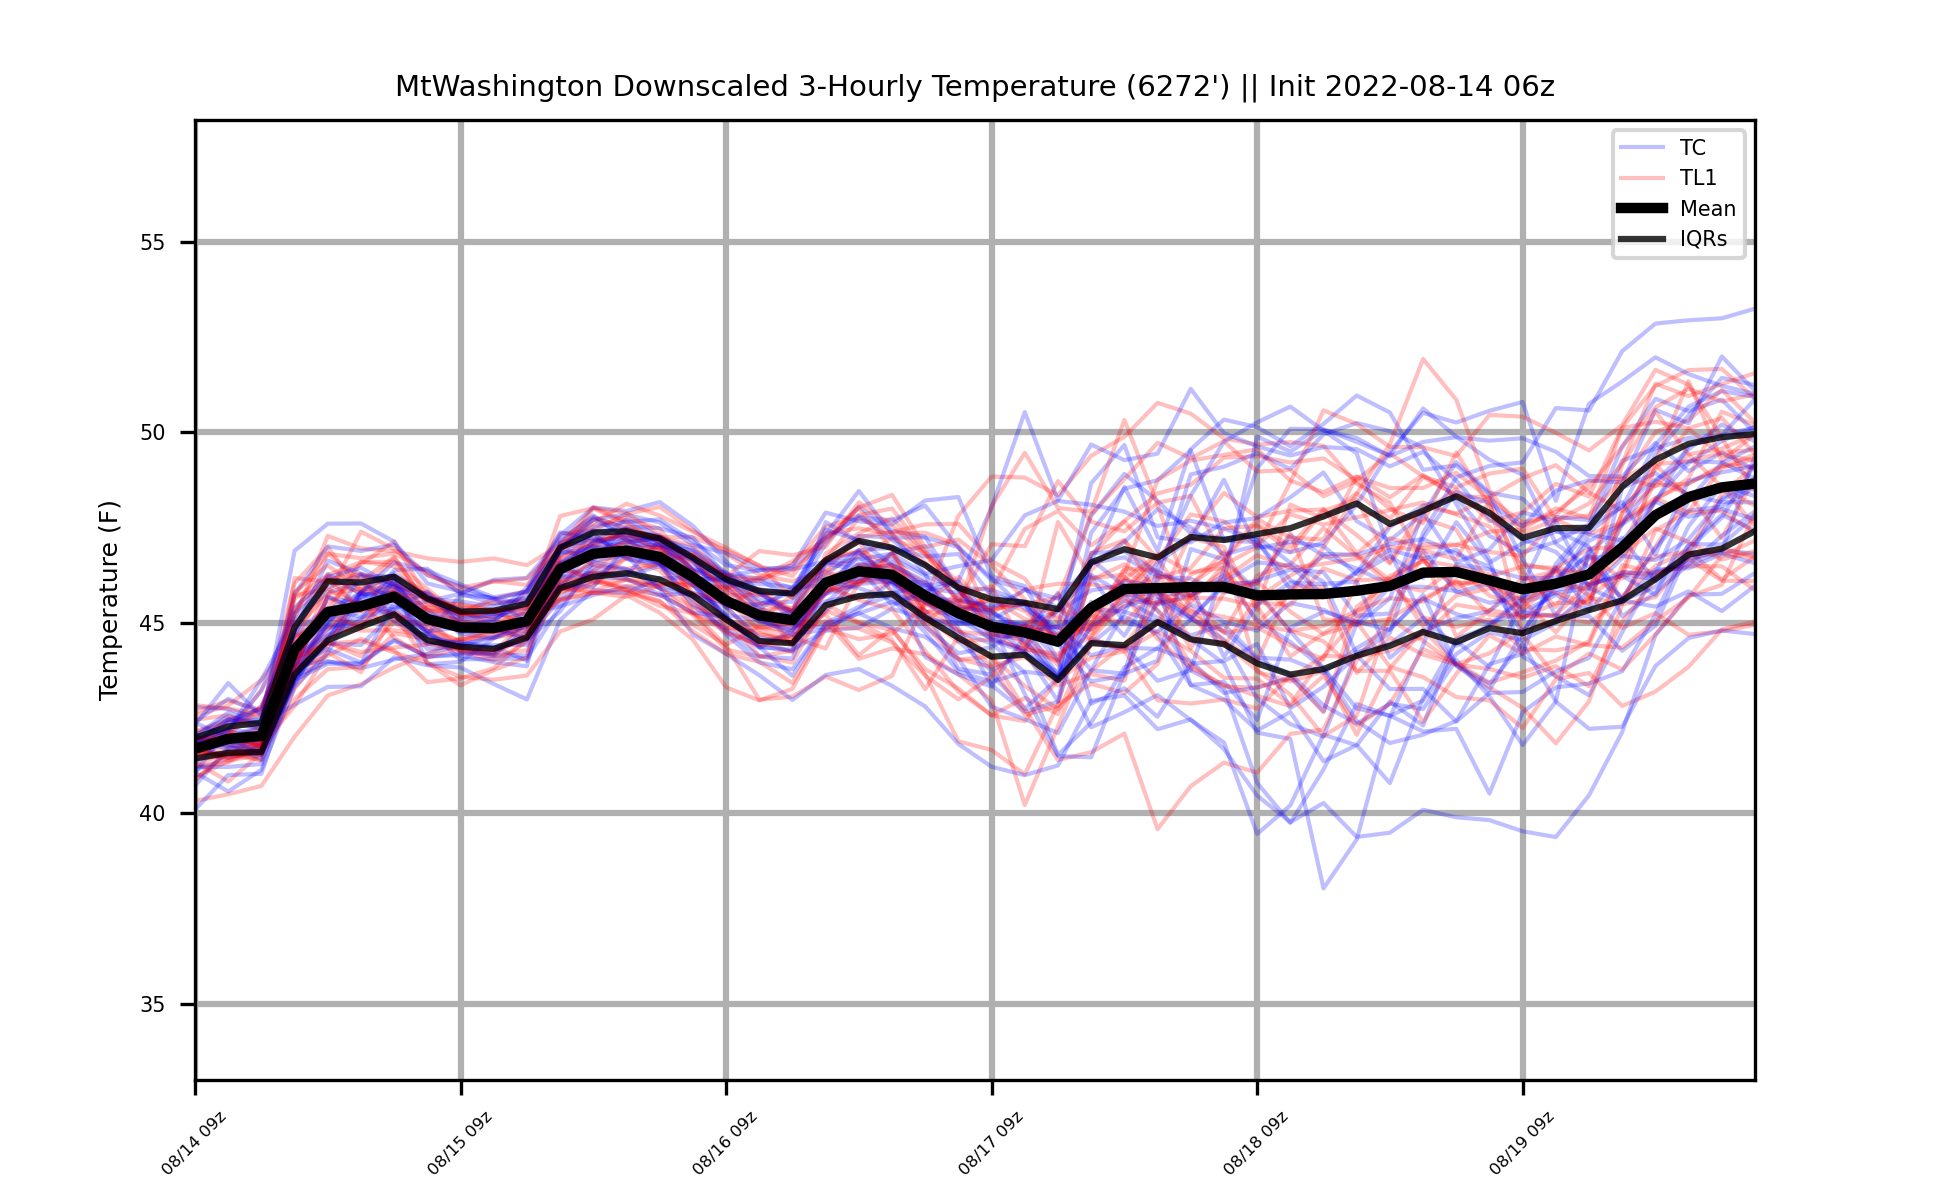 MtWashington Downscaled 3-Hourly Temperature (6272') || Init 2022-08-14 06z
TC
TL1
Mean
IQRs
Temperature (F)
55
50
45
40
35
08/14 09z
08/15 09z
08/16 09z
08/17 09z
08/18 09z
08/19 09z